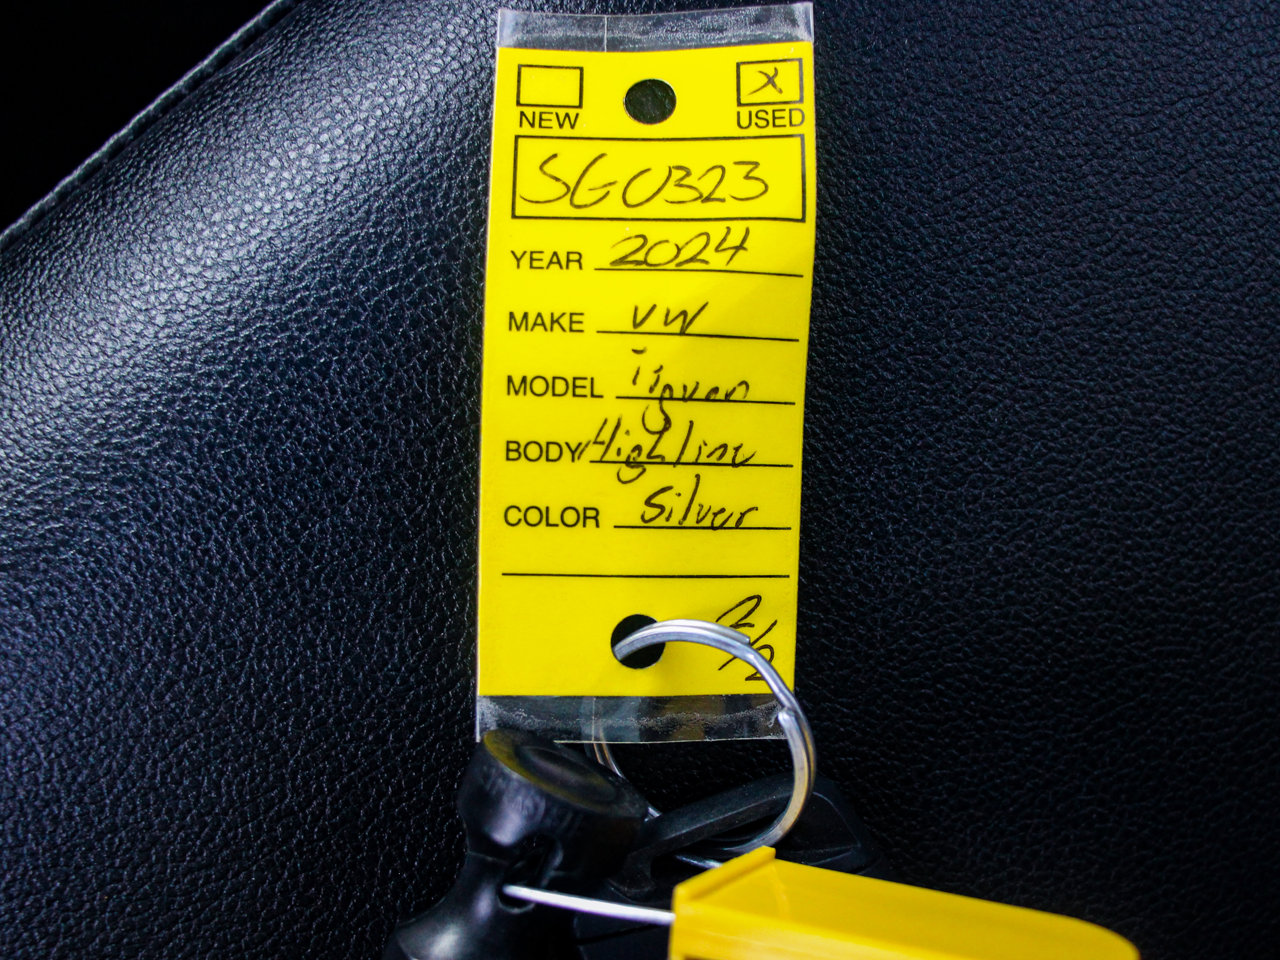 X
NEW USED
SG0323
YEAR 2024
MAKE VW
MODEL Tiguan
BODY Highline
COLOR Silver
2/2